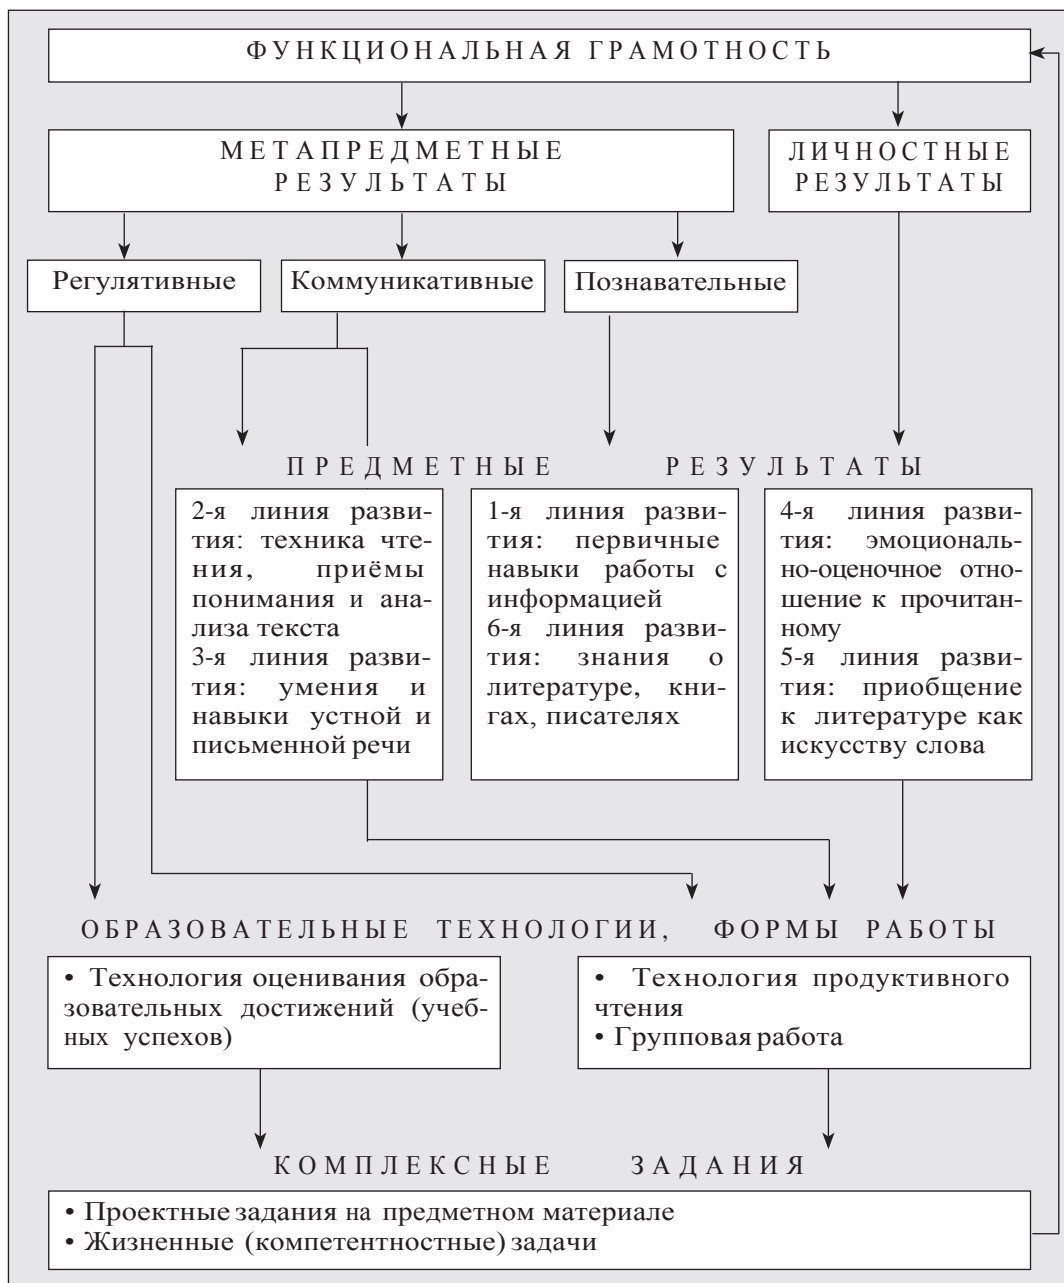 ФУНКЦИОНАЛЬНАЯ ГРАМОТНОСТЬ
МЕТАПРЕДМЕТНЫЕ
РЕЗУЛЬТАТЫ
ЛИЧНОСТНЫЕ
РЕЗУЛЬТАТЫ
Регулятивные
Коммуникативные
Познавательные
ПРЕДМЕТНЫЕ РЕЗУЛЬТАТЫ
2-я линия разви-
тия: техника чте-
ния, приёмы
понимания и ана-
лиза текста
3-я линия разви-
тия: умения и
навыки устной и
письменной речи
1-я линия разви-
тия: первичные
навыки работы с
информацией
6-я линия разви-
тия: знания о
литературе, кни-
гах, писателях
4-я линия разви-
тия: эмоциональ-
но-оценочное отно-
шение к прочитан-
ному
5-я линия разви-
тия: приобщение
к литературе как
искусству слова
ОБРАЗОВАТЕЛЬНЫЕ ТЕХНОЛОГИИ, ФОРМЫ РАБОТЫ
• Технология оценивания обра-
зовательных достижений (учеб-
ных успехов)
• Технология продуктивного
чтения
• Групповая работа
КОМПЛЕКСНЫЕ ЗАДАНИЯ
• Проектные задания на предметном материале
• Жизненные (компетентностные) задачи